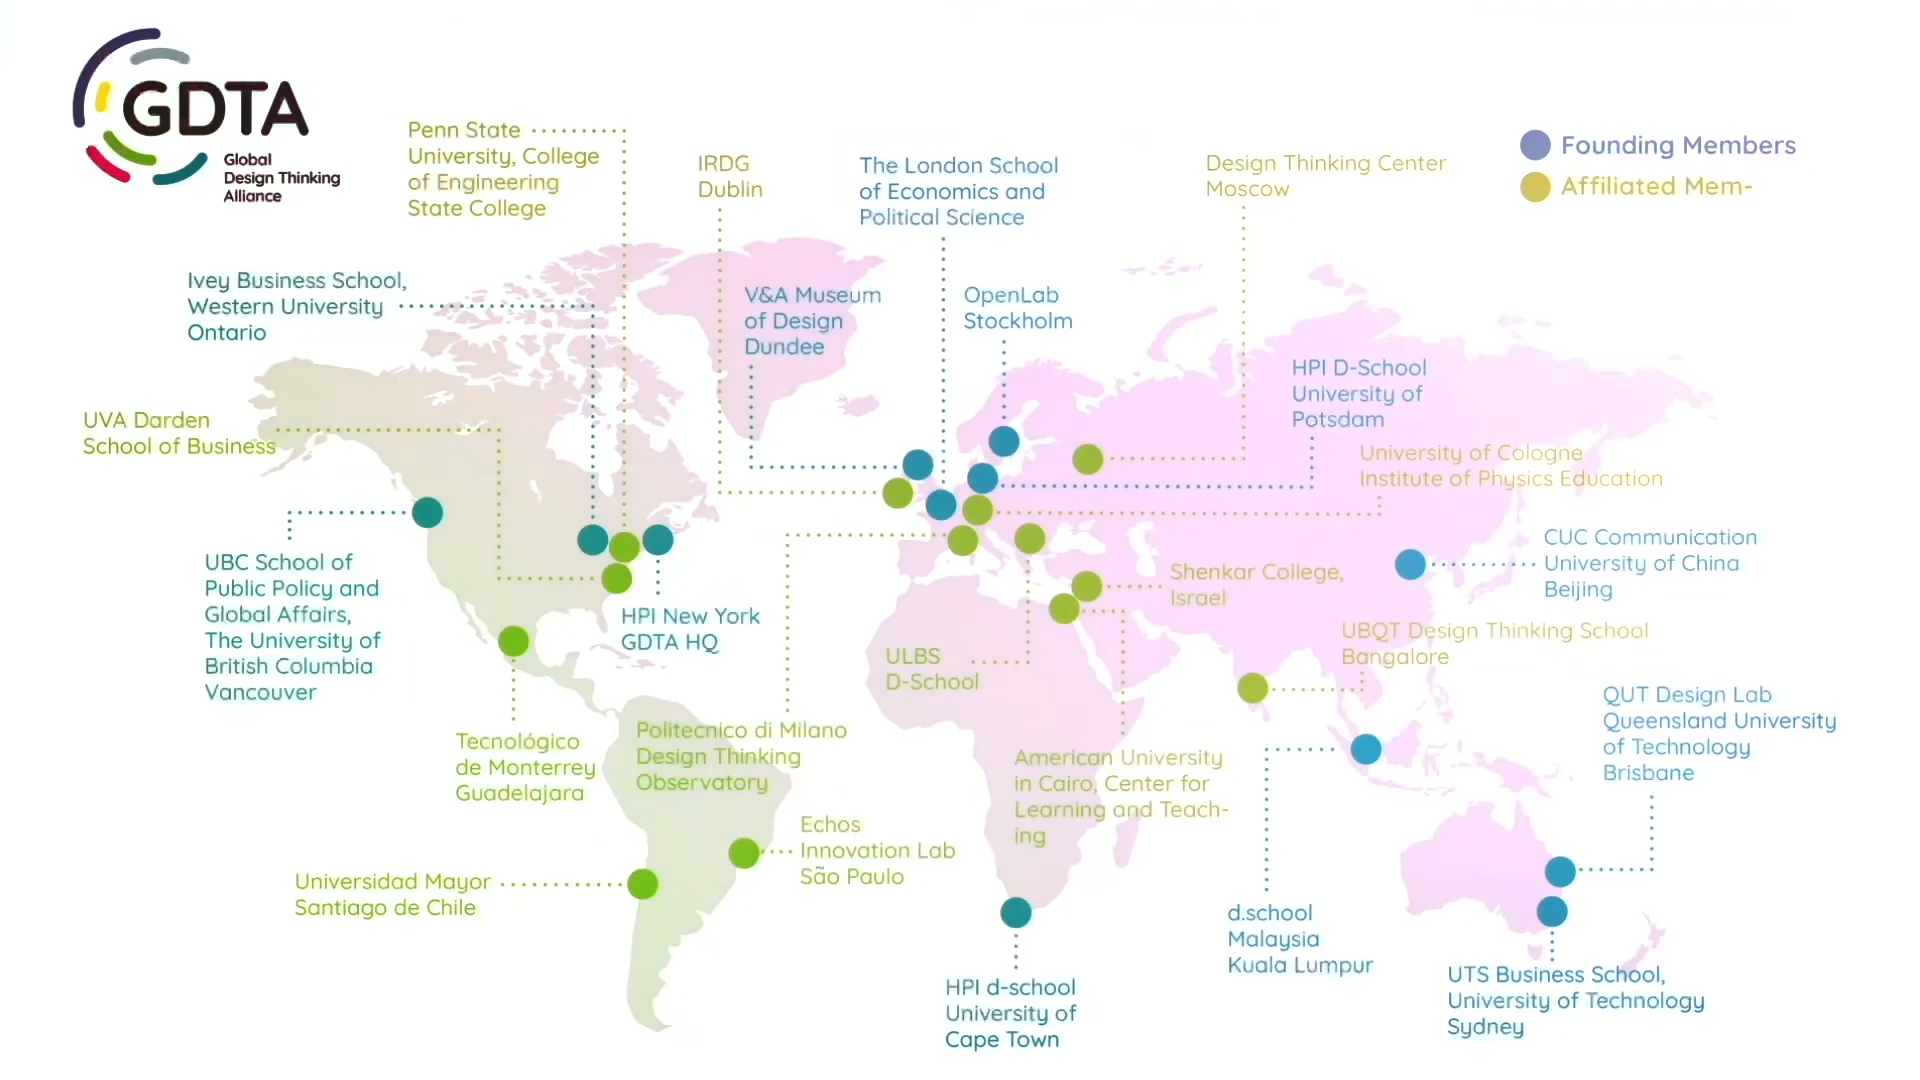 GDTA
Global
Design Thinking
Alliance
Penn State
University, College
of Engineering
State College
IRDG
Dublin
The London School
of Economics and
Political Science
Design Thinking Center
Moscow
Founding Members
Affiliated Mem-
Ivey Business School,
Western University
Ontario
V&A Museum
of Design
Dundee
OpenLab
Stockholm
HPI D-School
University of
Potsdam
UVA Darden
School of Business
University of Cologne
Institute of Physics Education
UBC School of
Public Policy and
Global Affairs,
The University of
British Columbia
Vancouver
HPI New York
GDTA HQ
CUC Communication
University of China
Beijing
Shenkar College,
Israel
ULBS
D-School
UBQT Design Thinking School
Bangalore
Tecnológico
de Monterrey
Guadelajara
Politecnico di Milano
Design Thinking
Observatory
American University
in Cairo, Center for
Learning and Teach-
ing
QUT Design Lab
Queensland University
of Technology
Brisbane
Echos
Innovation Lab
São Paulo
Universidad Mayor
Santiago de Chile
HPI d-school
University of
Cape Town
d.school
Malaysia
Kuala Lumpur
UTS Business School,
University of Technology
Sydney